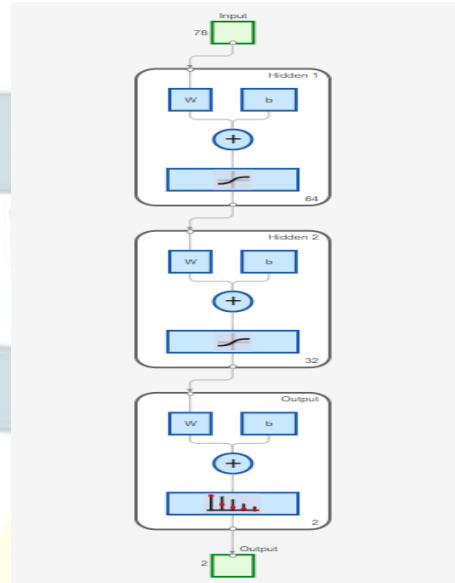 Input
78
Hidden 1
W b
+
64
Hidden 2
W b
+
32
Output
W b
+
2
Output
2